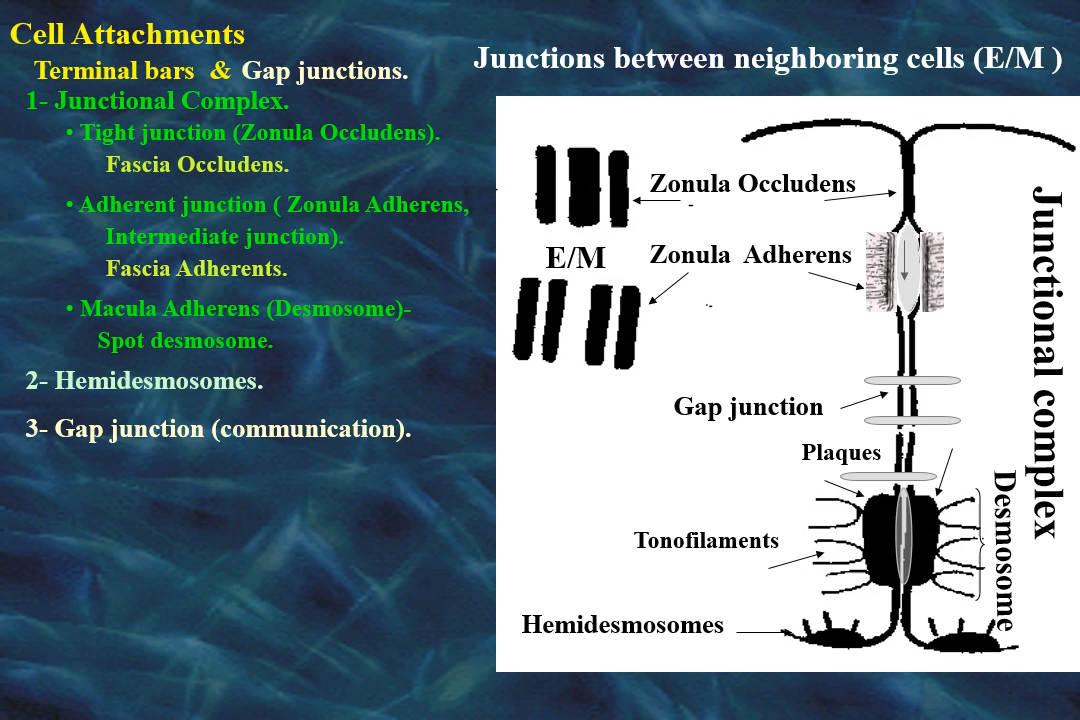 Cell Attachments
Terminal bars & Gap junctions.
1- Junctional Complex.
• Tight junction (Zonula Occludens).
Fascia Occludens.
• Adherent junction ( Zonula Adherens,
Intermediate junction).
Fascia Adherents.
• Macula Adherens (Desmosome)-
Spot desmosome.
2- Hemidesmosomes.
3- Gap junction (communication).
Junctions between neighboring cells (E/M )
Zonula Occludens
E/M
Zonula Adherens
Gap junction
Plaques
Tonofilaments
Hemidesmosomes
Desmosome
Junctional complex